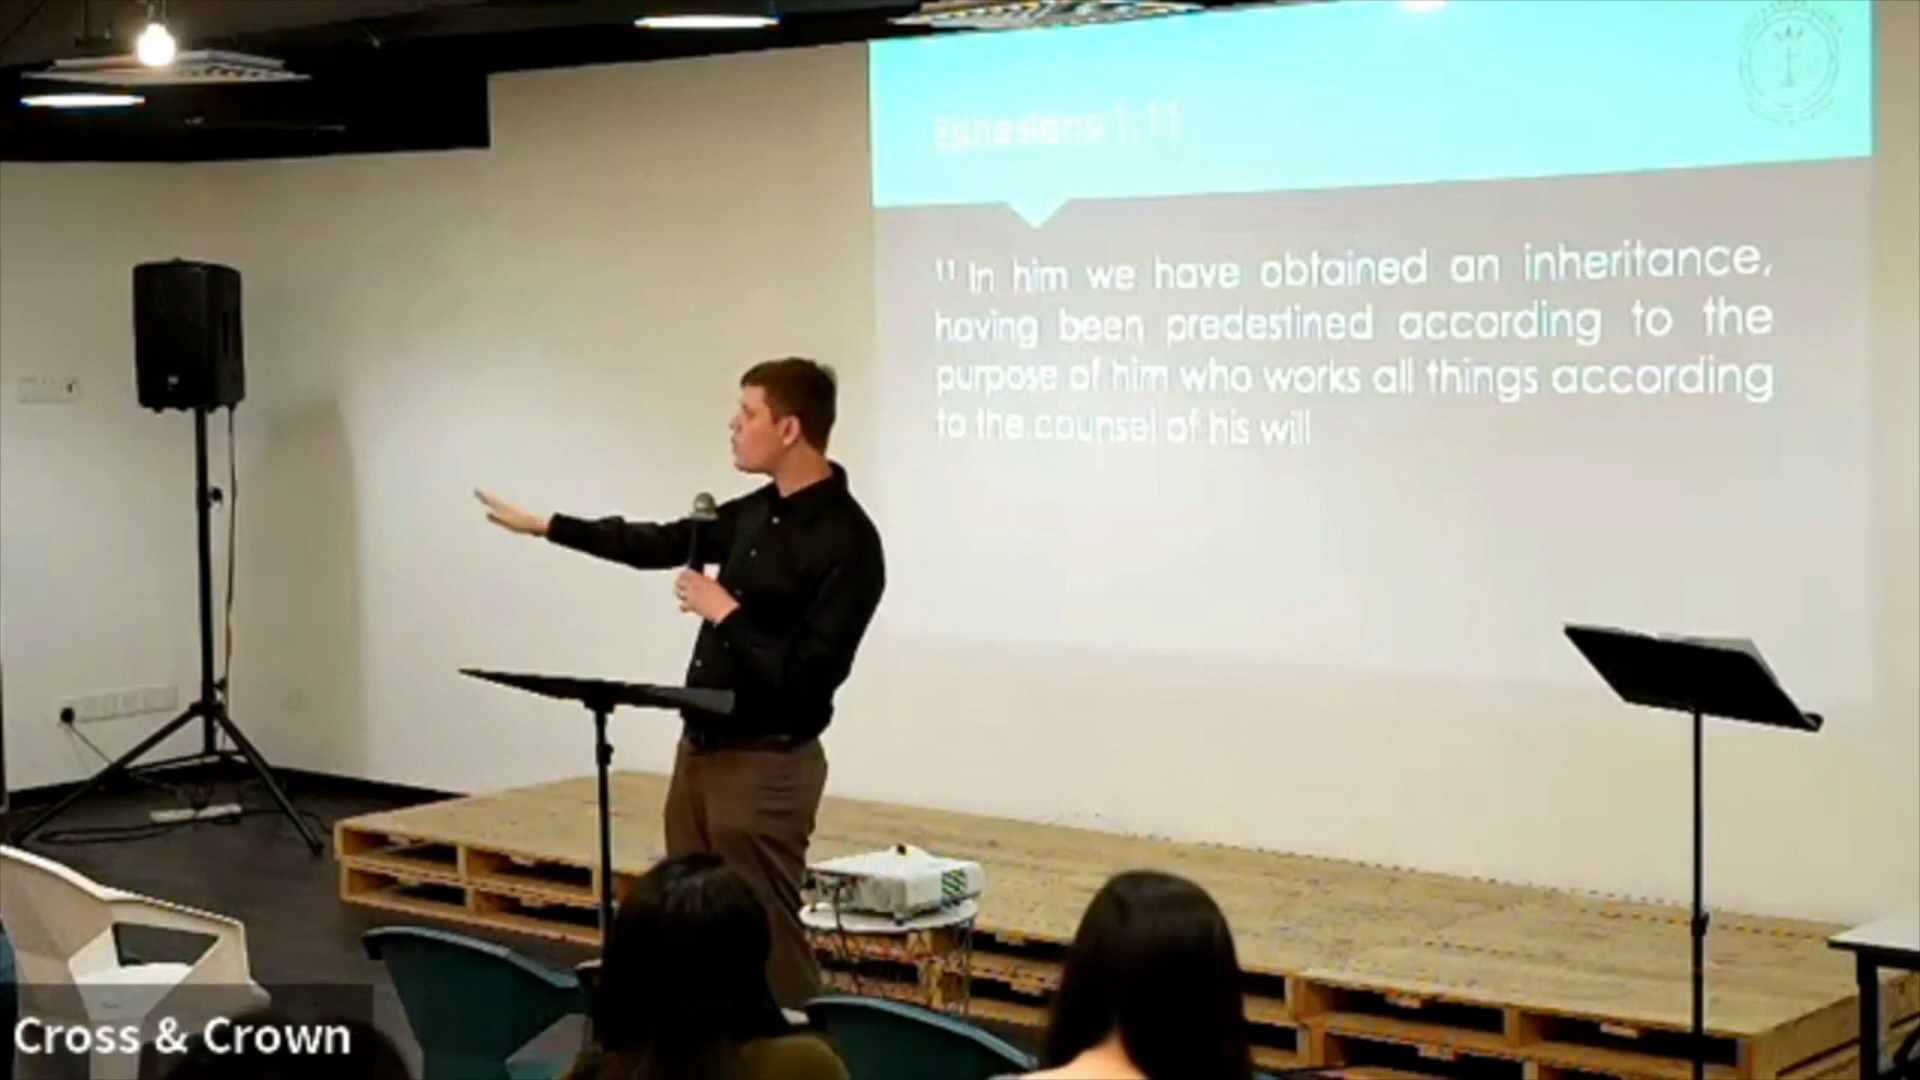 Ephesians 1:11
11 In him we have obtained an inheritance,
having been predestined according to the
purpose of him who works all things according
to the counsel of his will
Cross & Crown